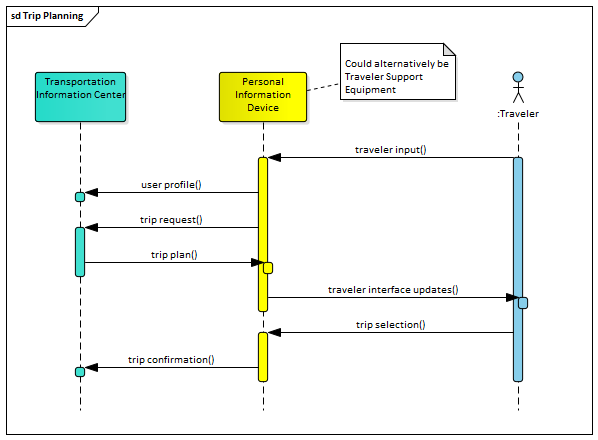 sd Trip Planning
Could alternatively be
Traveler Support
Equipment
Transportation
Information Center
Personal
Information
Device
:Traveler
traveler input()
user profile()
trip request()
trip plan()
traveler interface updates()
trip selection()
trip confirmation()